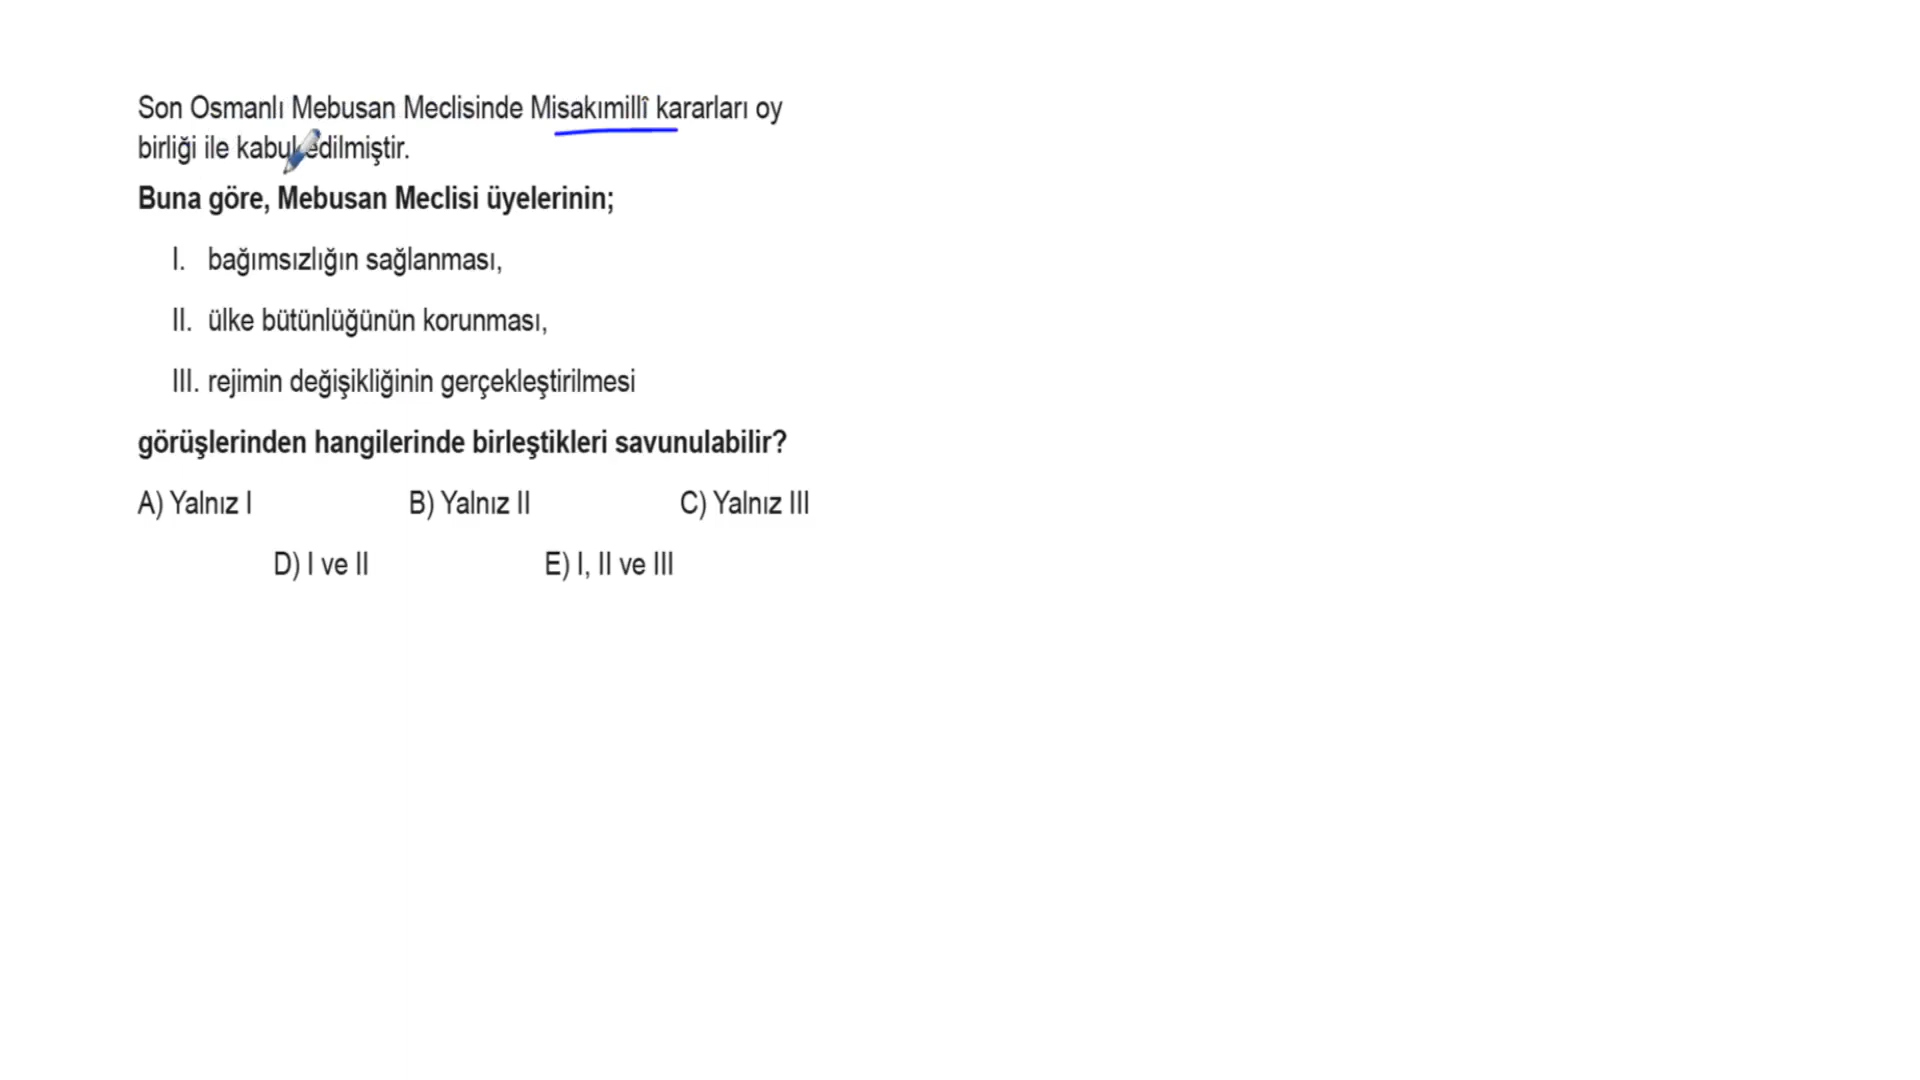 Son Osmanlı Mebusan Meclisinde Misakımillî kararları oy
birliği ile kabul edilmiştir.
Buna göre, Mebusan Meclisi üyelerinin;
I. bağımsızlığın sağlanması,
II. ülke bütünlüğünün korunması,
III. rejimin değişikliğinin gerçekleştirilmesi
görüşlerinden hangilerinde birleştikleri savunulabilir?
A) Yalnız I B) Yalnız II C) Yalnız III
D) I ve II E) I, II ve III